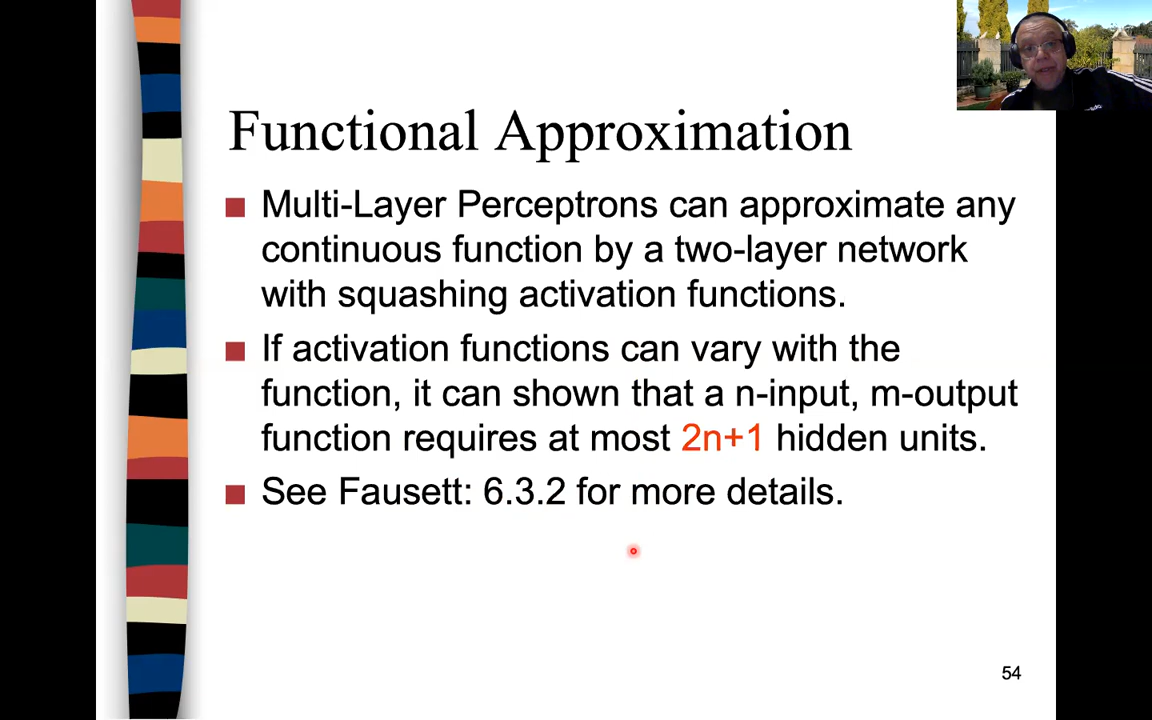 Functional Approximation
Multi-Layer Perceptrons can approximate any
continuous function by a two-layer network
with squashing activation functions.
If activation functions can vary with the
function, it can shown that a n-input, m-output
function requires at most 2n+1 hidden units.
See Fausett: 6.3.2 for more details.
54